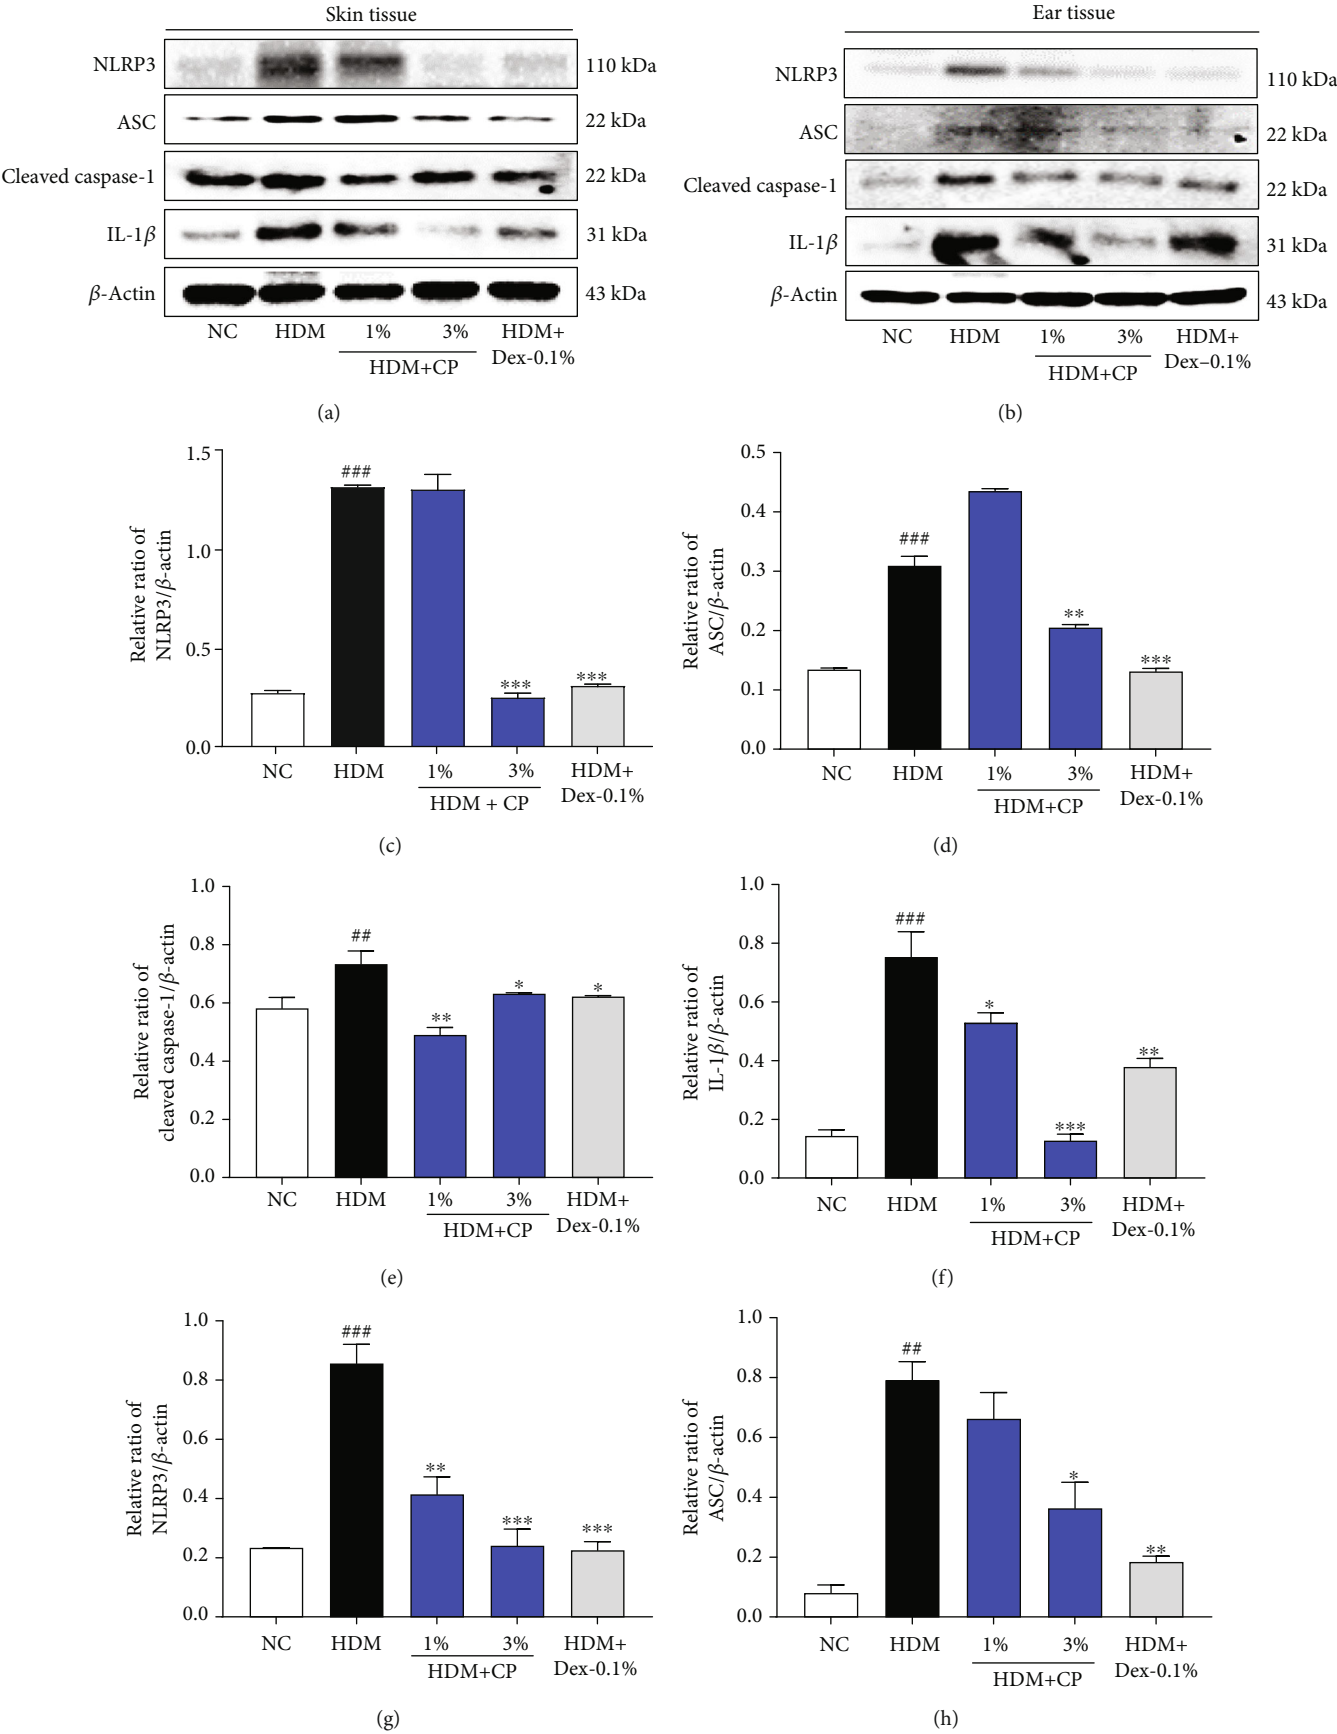 Skin tissue
NLRP3 110 kDa
ASC 22 kDa
Cleaved caspase-1 22 kDa
IL-1β 31 kDa
β-Actin 43 kDa
NC HDM 1% 3% HDM+
HDM+CP Dex-0.1%
(a)
Ear tissue
NLRP3 110 kDa
ASC 22 kDa
Cleaved caspase-1 22 kDa
IL-1β 31 kDa
β-Actin 43 kDa
NC HDM 1% 3% HDM+
HDM+CP Dex–0.1%
(b)
Relative ratio of
NLRP3/β-actin
1.5
1.0
0.5
0.0
###
***
***
NC HDM 1% 3% HDM+
HDM + CP Dex-0.1%
(c)
Relative ratio of
ASC/β-actin
0.5
0.4
0.3
0.2
0.1
0.0
###
**
***
NC HDM 1% 3% HDM+
HDM+CP Dex-0.1%
(d)
Relative ratio of
cleaved caspase-1/β-actin
1.0
0.8
0.6
0.4
0.2
0.0
##
**
*
*
NC HDM 1% 3% HDM+
HDM+CP Dex-0.1%
(e)
Relative ratio of
IL-1β/β-actin
1.0
0.8
0.6
0.4
0.2
0.0
###
*
***
**
NC HDM 1% 3% HDM+
HDM+CP Dex-0.1%
(f)
Relative ratio of
NLRP3/β-actin
1.0
0.8
0.6
0.4
0.2
0.0
###
**
***
***
NC HDM 1% 3% HDM+
HDM+CP Dex-0.1%
(g)
Relative ratio of
ASC/β-actin
1.0
0.8
0.6
0.4
0.2
0.0
##
*
**
NC HDM 1% 3% HDM+
HDM+CP Dex-0.1%
(h)